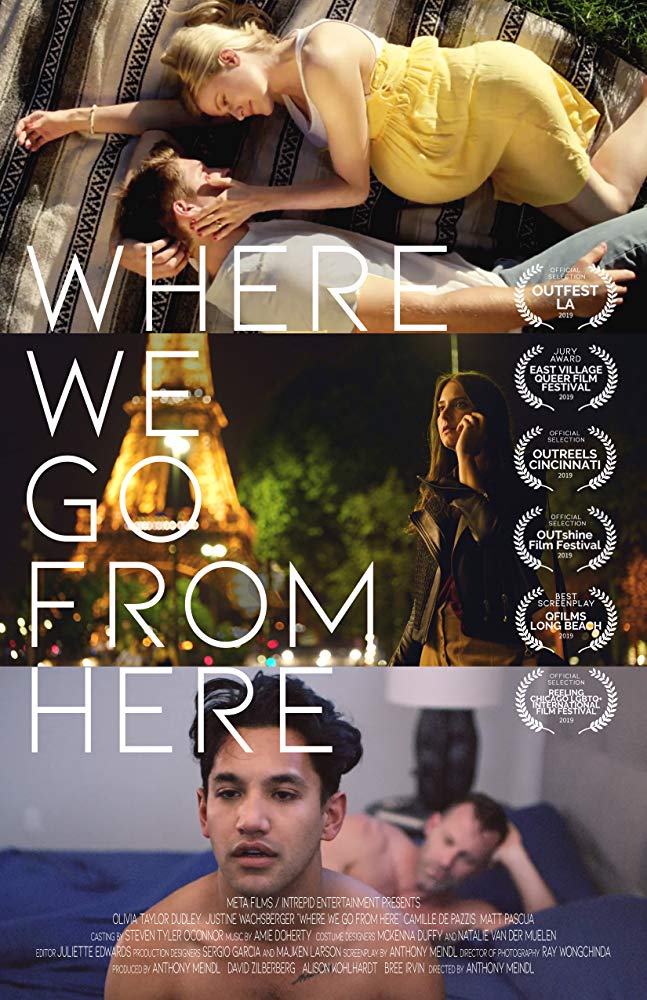 WHERE
WE
GO
FROM
HERE
OFFICIAL
SELECTION
OUTFEST
LA
2019
JURY
AWARD
EAST VILLAGE
QUEER FILM
FESTIVAL
2019
OFFICIAL
SELECTION
OUTREELS
CINCINNATI
2019
OFFICIAL
SELECTION
OUTshine
Film Festival
2019
BEST
SCREENPLAY
QFILMS
LONG BEACH
2019
OFFICIAL
SELECTION
REELING
CHICAGO LGBTQ+
INTERNATIONAL
FILM FESTIVAL
2019
META FILMS / INTREPID ENTERTAINMENT PRESENTS
OLIVIA TAYLOR DUDLEY JUSTINE WACHSBERGER "WHERE WE GO FROM HERE" CAMILLE DE PAZZIS MATT PASCUA
CASTING BY STEVEN TYLER OCONNOR MUSIC BY AMIE DOHERTY COSTUME DESIGNERS MCKENNA DUFFY AND NATALIE VAN DER MUELEN
EDITOR JULIETTE EDWARDS PRODUCTION DESIGNERS SERGIO GARCIA AND MAJKEN LARSON SCREENPLAY BY ANTHONY MEINDL DIRECTOR OF PHOTOGRAPHY RAY WONGCHINDA
PRODUCED BY ANTHONY MEINDL DAVID ZILBERBERG ALISON KOHLHARDT BREE IRVIN DIRECTED BY ANTHONY MEINDL